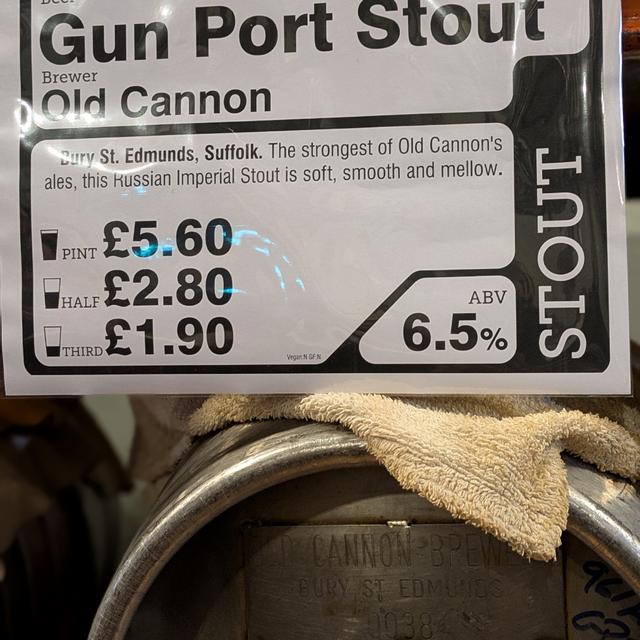 Beer
Gun Port Stout
Brewer
Old Cannon
Bury St. Edmunds, Suffolk. The strongest of Old Cannon's
ales, this Russian Imperial Stout is soft, smooth and mellow.
PINT £5.60
HALF £2.80
THIRD £1.90
Vegan:N GF:N
ABV
6.5%
STOUT
CANNON BREW
BURY ST EDMUNDS